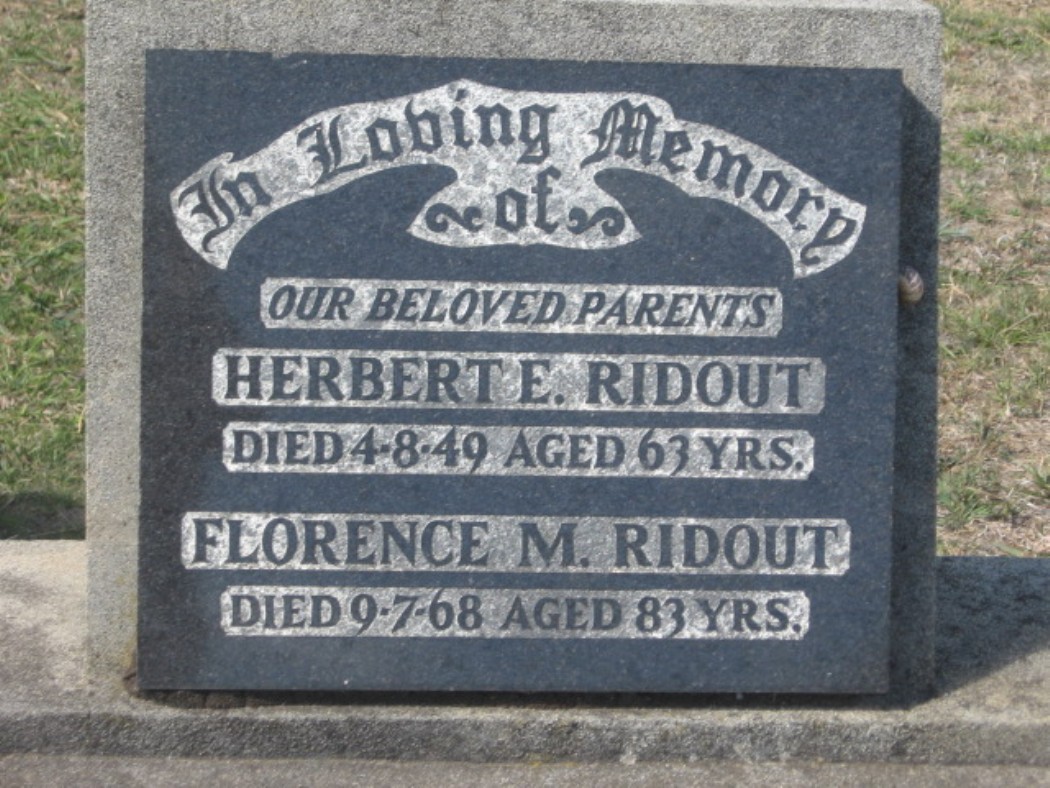 In Loving Memory
of
OUR BELOVED PARENTS
HERBERT E. RIDOUT
DIED 4-8-49 AGED 63 YRS.
FLORENCE M. RIDOUT
DIED 9-7-68 AGED 83 YRS.